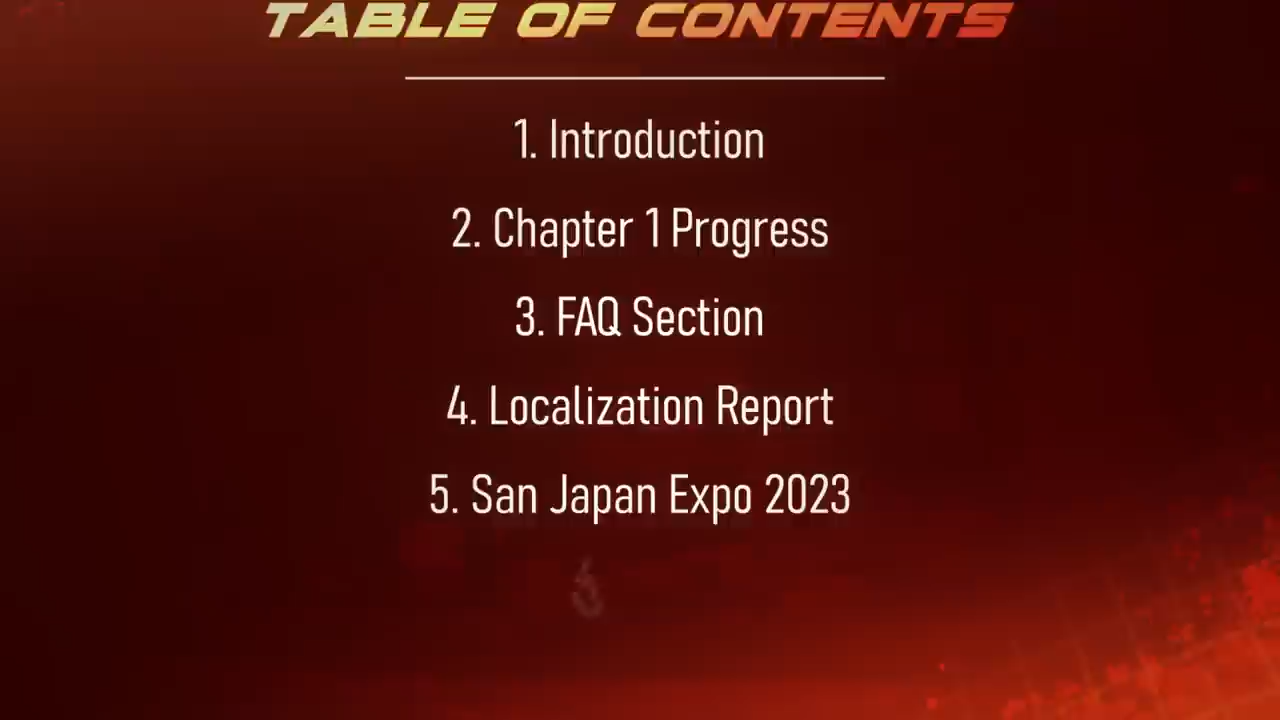 TABLE OF CONTENTS
1. Introduction
2. Chapter 1 Progress
3. FAQ Section
4. Localization Report
5. San Japan Expo 2023
6